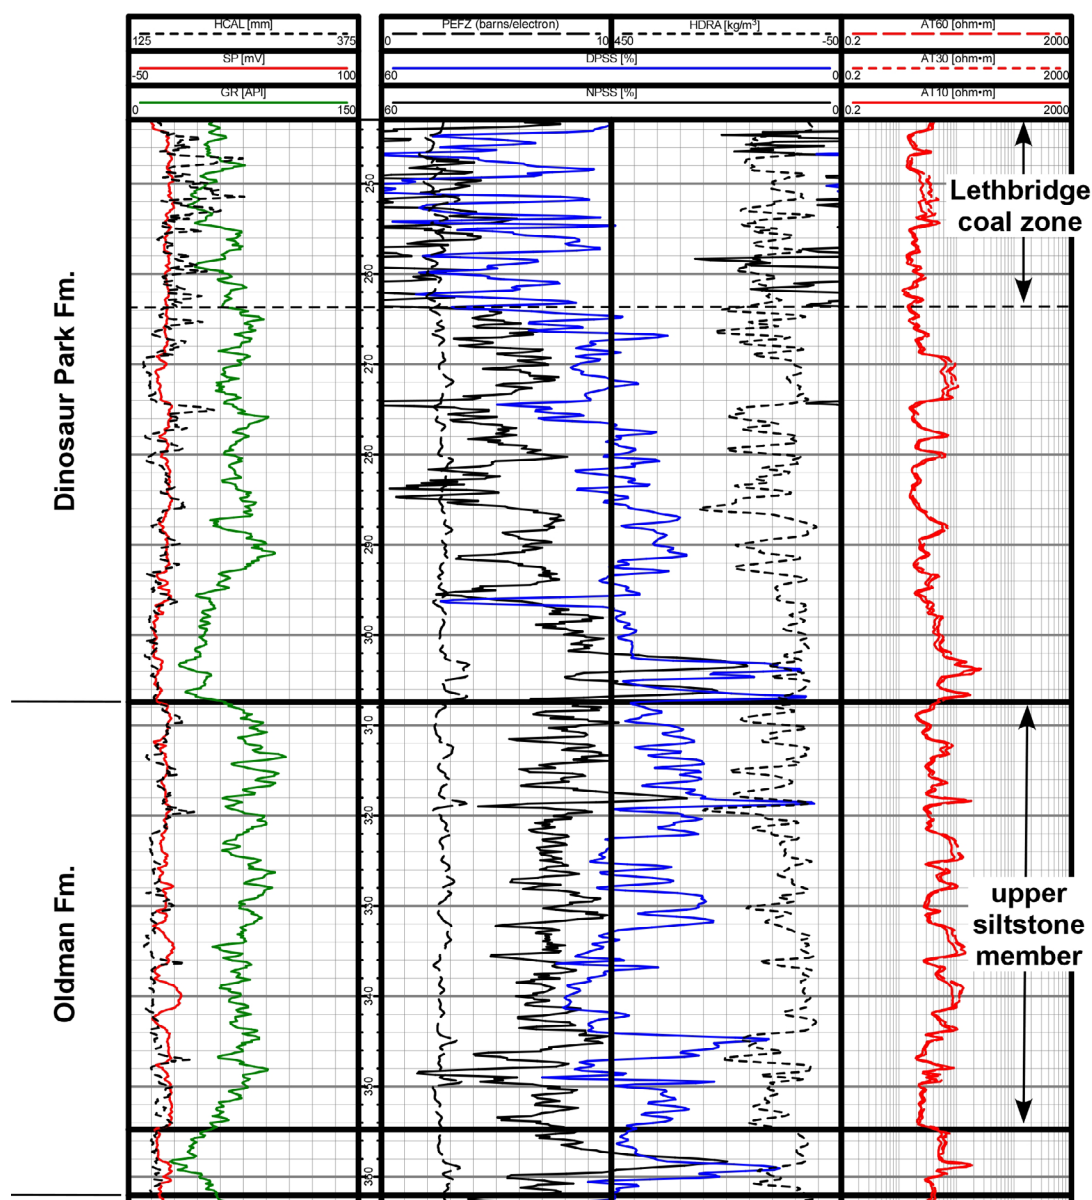 HCAL [mm]
125 375
SP [mV]
-50 100
GR [API]
0 150
PEFZ (barns/electron) HDRA [kg/m³]
0 10 450 -50
DPSS [%]
60 0
NPSS [%]
60 0
AT60 [ohm•m]
0.2 2000
AT30 [ohm•m]
0.2 2000
AT10 [ohm•m]
0.2 2000
250
260
270
280
290
300
310
320
330
340
350
360
Dinosaur Park Fm.
Oldman Fm.
Lethbridge
coal zone
upper
siltstone
member